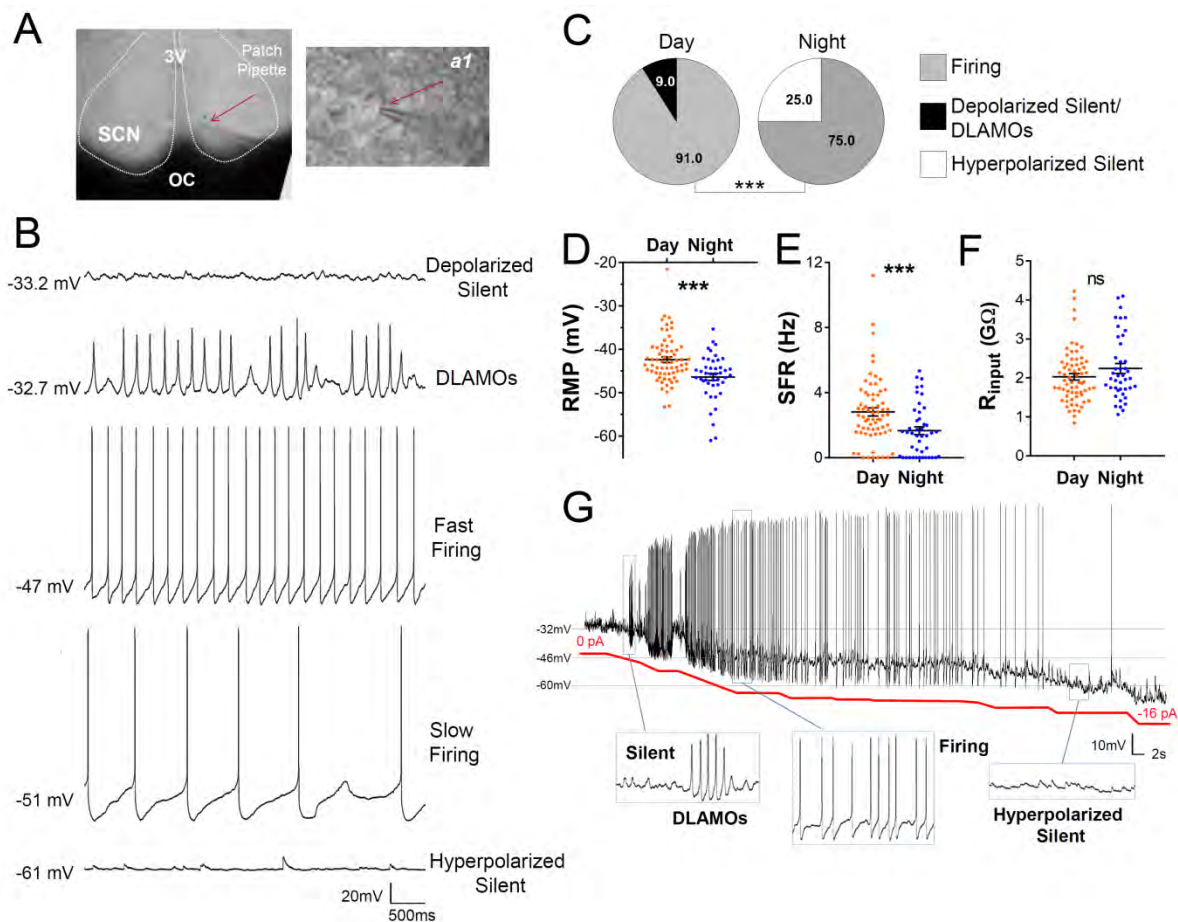 A
3V
Patch
Pipette
SCN
OC
a1
B
-33.2 mV
Depolarized
Silent
-32.7 mV
DLAMOs
-47 mV
Fast
Firing
-51 mV
Slow
Firing
-61 mV
Hyperpolarized
Silent
20mV
500ms
C
Day
Night
9.0
91.0
25.0
75.0
***
Firing
Depolarized Silent/
DLAMOs
Hyperpolarized Silent
D
Day Night
RMP (mV)
-20
-30
-40
-50
-60
***
E
SFR (Hz)
12
8
4
0
***
Day Night
F
Rinput (GΩ)
5
4
3
2
1
0
ns
Day Night
G
-32mV
0 pA
-46mV
-60mV
-16 pA
10mV
2s
Silent
DLAMOs
Firing
Hyperpolarized
Silent